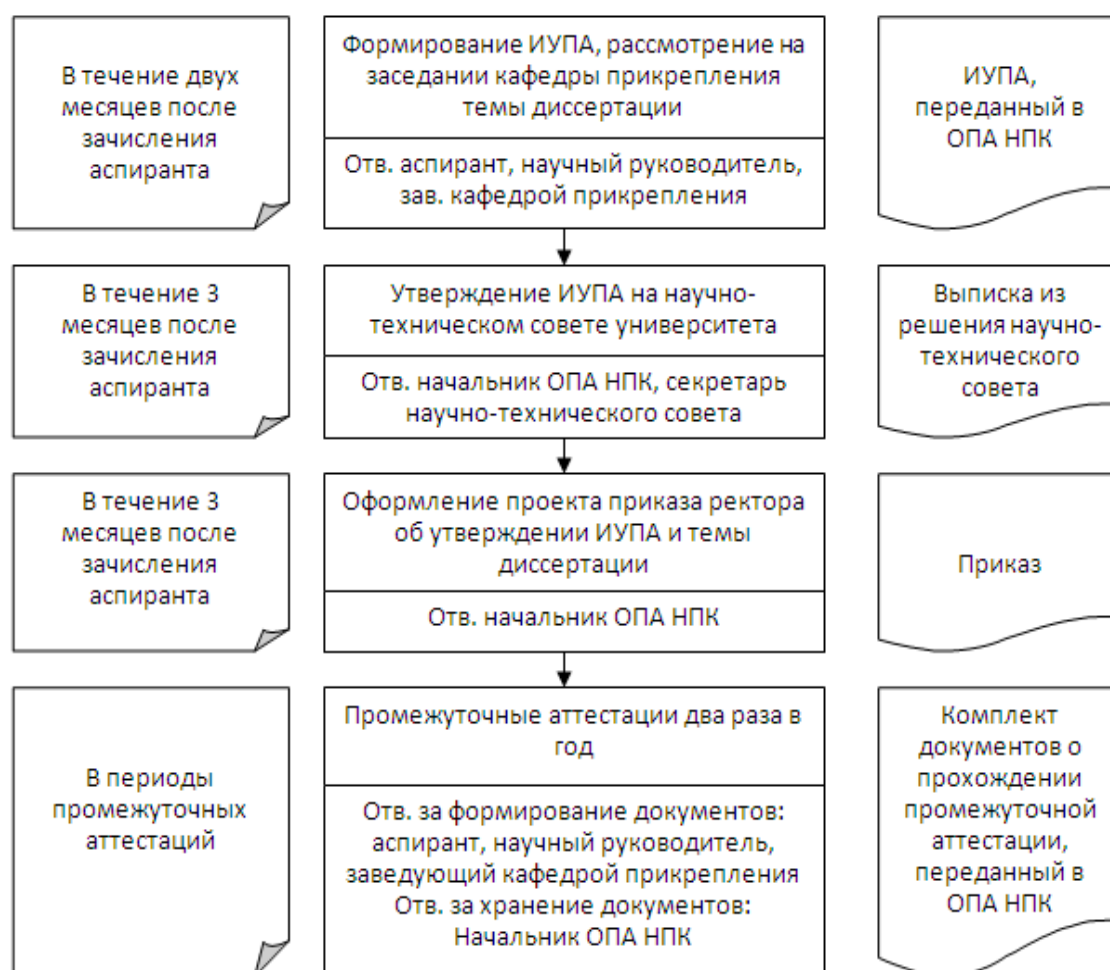 В течение двух
месяцев после
зачисления
аспиранта
Формирование ИУПА, рассмотрение на
заседании кафедры прикрепления
темы диссертации
Отв. аспирант, научный руководитель,
зав. кафедрой прикрепления
ИУПА,
переданный в
ОПА НПК
В течение 3
месяцев после
зачисления
аспиранта
Утверждение ИУПА на научно-
техническом совете университета
Отв. начальник ОПА НПК, секретарь
научно-технического совета
Выписка из
решения научно-
технического
совета
В течение 3
месяцев после
зачисления
аспиранта
Оформление проекта приказа ректора
об утверждении ИУПА и темы
диссертации
Отв. начальник ОПА НПК
Приказ
В периоды
промежуточных
аттестаций
Промежуточные аттестации два раза в
год
Отв. за формирование документов:
аспирант, научный руководитель,
заведующий кафедрой прикрепления
Отв. за хранение документов:
Начальник ОПА НПК
Комплект
документов о
прохождении
промежуточной
аттестации,
переданный в
ОПА НПК